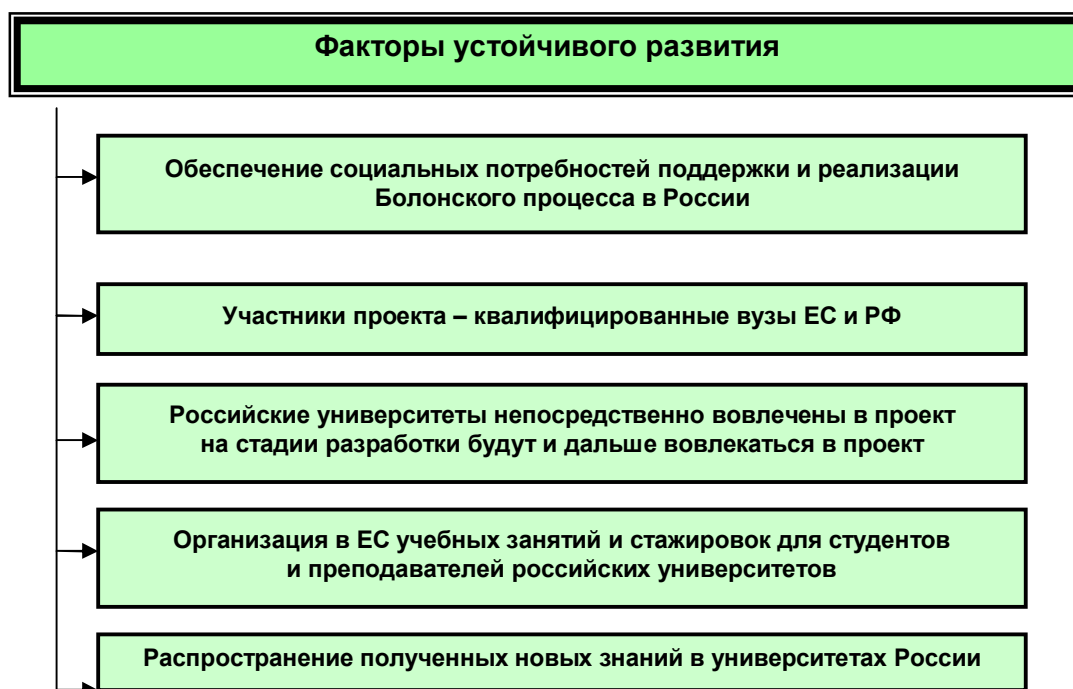 Факторы устойчивого развития
Обеспечение социальных потребностей поддержки и реализации
Болонского процесса в России
Участники проекта – квалифицированные вузы ЕС и РФ
Российские университеты непосредственно вовлечены в проект
на стадии разработки будут и дальше вовлекаться в проект
Организация в ЕС учебных занятий и стажировок для студентов
и преподавателей российских университетов
Распространение полученных новых знаний в университетах России